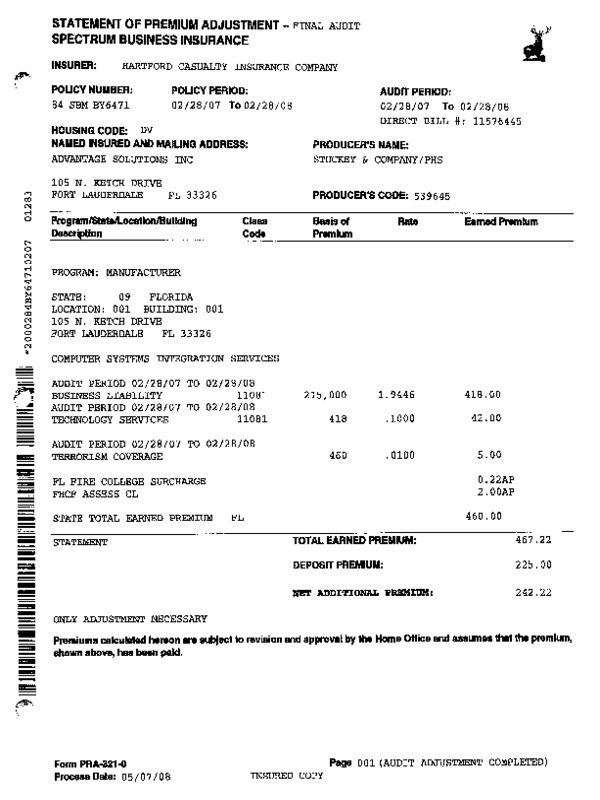 STATEMENT OF PREMIUM ADJUSTMENT – FINAL AUDIT
SPECTRUM BUSINESS INSURANCE
INSURER: HARTFORD CASUALTY INSURANCE COMPANY
POLICY NUMBER: POLICY PERIOD: AUDIT PERIOD:
84 SBM BY6471 02/28/07 To 02/28/08 02/28/07 To 02/28/08
DIRECT BILL #: 11576445
HOUSING CODE: DV
NAMED INSURED AND MAILING ADDRESS: PRODUCER'S NAME:
ADVANTAGE SOLUTIONS INC STUCKEY & COMPANY/PHS
105 N. KETCH DRIVE
FORT LAUDERDALE FL 33326 PRODUCER'S CODE: 539645
Program/State/Location/Building Class Basis of Rate Earned Premium
Description Code Premium
PROGRAM: MANUFACTURER
STATE: 09 FLORIDA
LOCATION: 001 BUILDING: 001
105 N. KETCH DRIVE
FORT LAUDERDALE FL 33326
COMPUTER SYSTEMS INTEGRATION SERVICES
AUDIT PERIOD 02/28/07 TO 02/28/08
BUSINESS LIABILITY 11081 215,000 1.9446 418.00
AUDIT PERIOD 02/28/07 TO 02/28/08
TECHNOLOGY SERVICES 11081 418 .1000 42.00
AUDIT PERIOD 02/28/07 TO 02/28/08
TERRORISM COVERAGE 460 .0100 5.00
FL FIRE COLLEGE SURCHARGE 0.22AP
FHCF ASSESS CL 2.00AP
STATE TOTAL EARNED PREMIUM FL 460.00
STATEMENT TOTAL EARNED PREMIUM: 467.22
DEPOSIT PREMIUM: 225.00
NET ADDITIONAL PREMIUM: 242.22
ONLY ADJUSTMENT NECESSARY
Premiums calculated hereon are subject to revision and approval by the Home Office and assumes that the premium,
shown above, has been paid.
Form PRA-321-0 Page 001 (AUDIT ADJUSTMENT COMPLETED)
Process Date: 05/07/08 INSURED COPY
*2000284BY64710207 01283